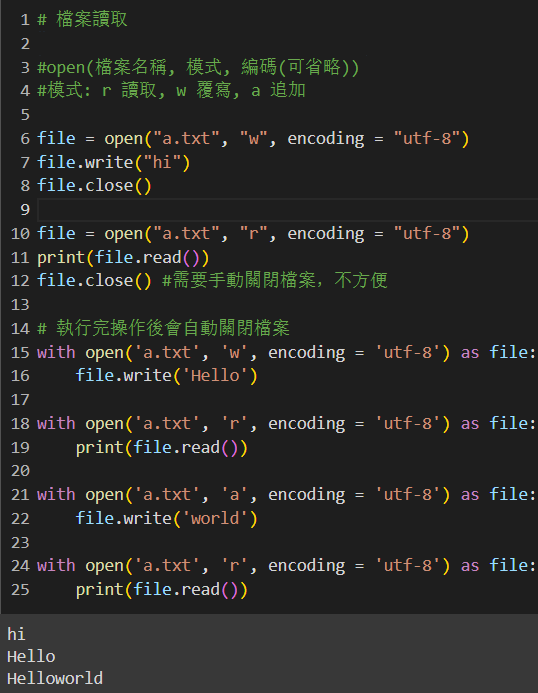 1 # 檔案讀取
2
3 #open(檔案名稱, 模式, 編碼(可省略))
4 #模式: r 讀取, w 覆寫, a 追加
5
6 file = open("a.txt", "w", encoding = "utf-8")
7 file.write("hi")
8 file.close()
9
10 file = open("a.txt", "r", encoding = "utf-8")
11 print(file.read())
12 file.close() #需要手動關閉檔案，不方便
13
14 # 執行完操作後會自動關閉檔案
15 with open('a.txt', 'w', encoding = 'utf-8') as file:
16     file.write('Hello')
17
18 with open('a.txt', 'r', encoding = 'utf-8') as file:
19     print(file.read())
20
21 with open('a.txt', 'a', encoding = 'utf-8') as file:
22     file.write('world')
23
24 with open('a.txt', 'r', encoding = 'utf-8') as file:
25     print(file.read())
hi
Hello
Helloworld